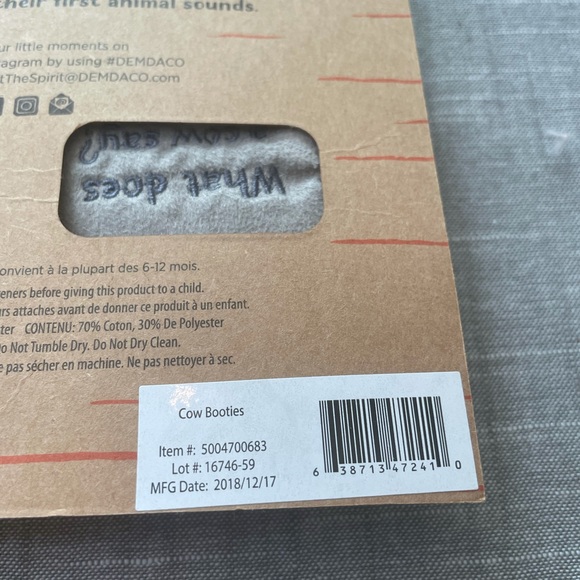 their first animal sounds.
ur little moments on
tagram by using #DEMDACO
tTheSpirit@DEMDACO.com
What does
a cow say?
onvient à la plupart des 6-12 mois.
eners before giving this product to a child.
urs attaches avant de donner ce produit à un enfant.
ter CONTENU: 70% Coton, 30% De Polyester
o Not Tumble Dry. Do Not Dry Clean.
e pas sécher en machine. Ne pas nettoyer à sec.
Cow Booties
Item #: 5004700683
Lot #: 16746-59
MFG Date: 2018/12/17
6 38713 47241 0